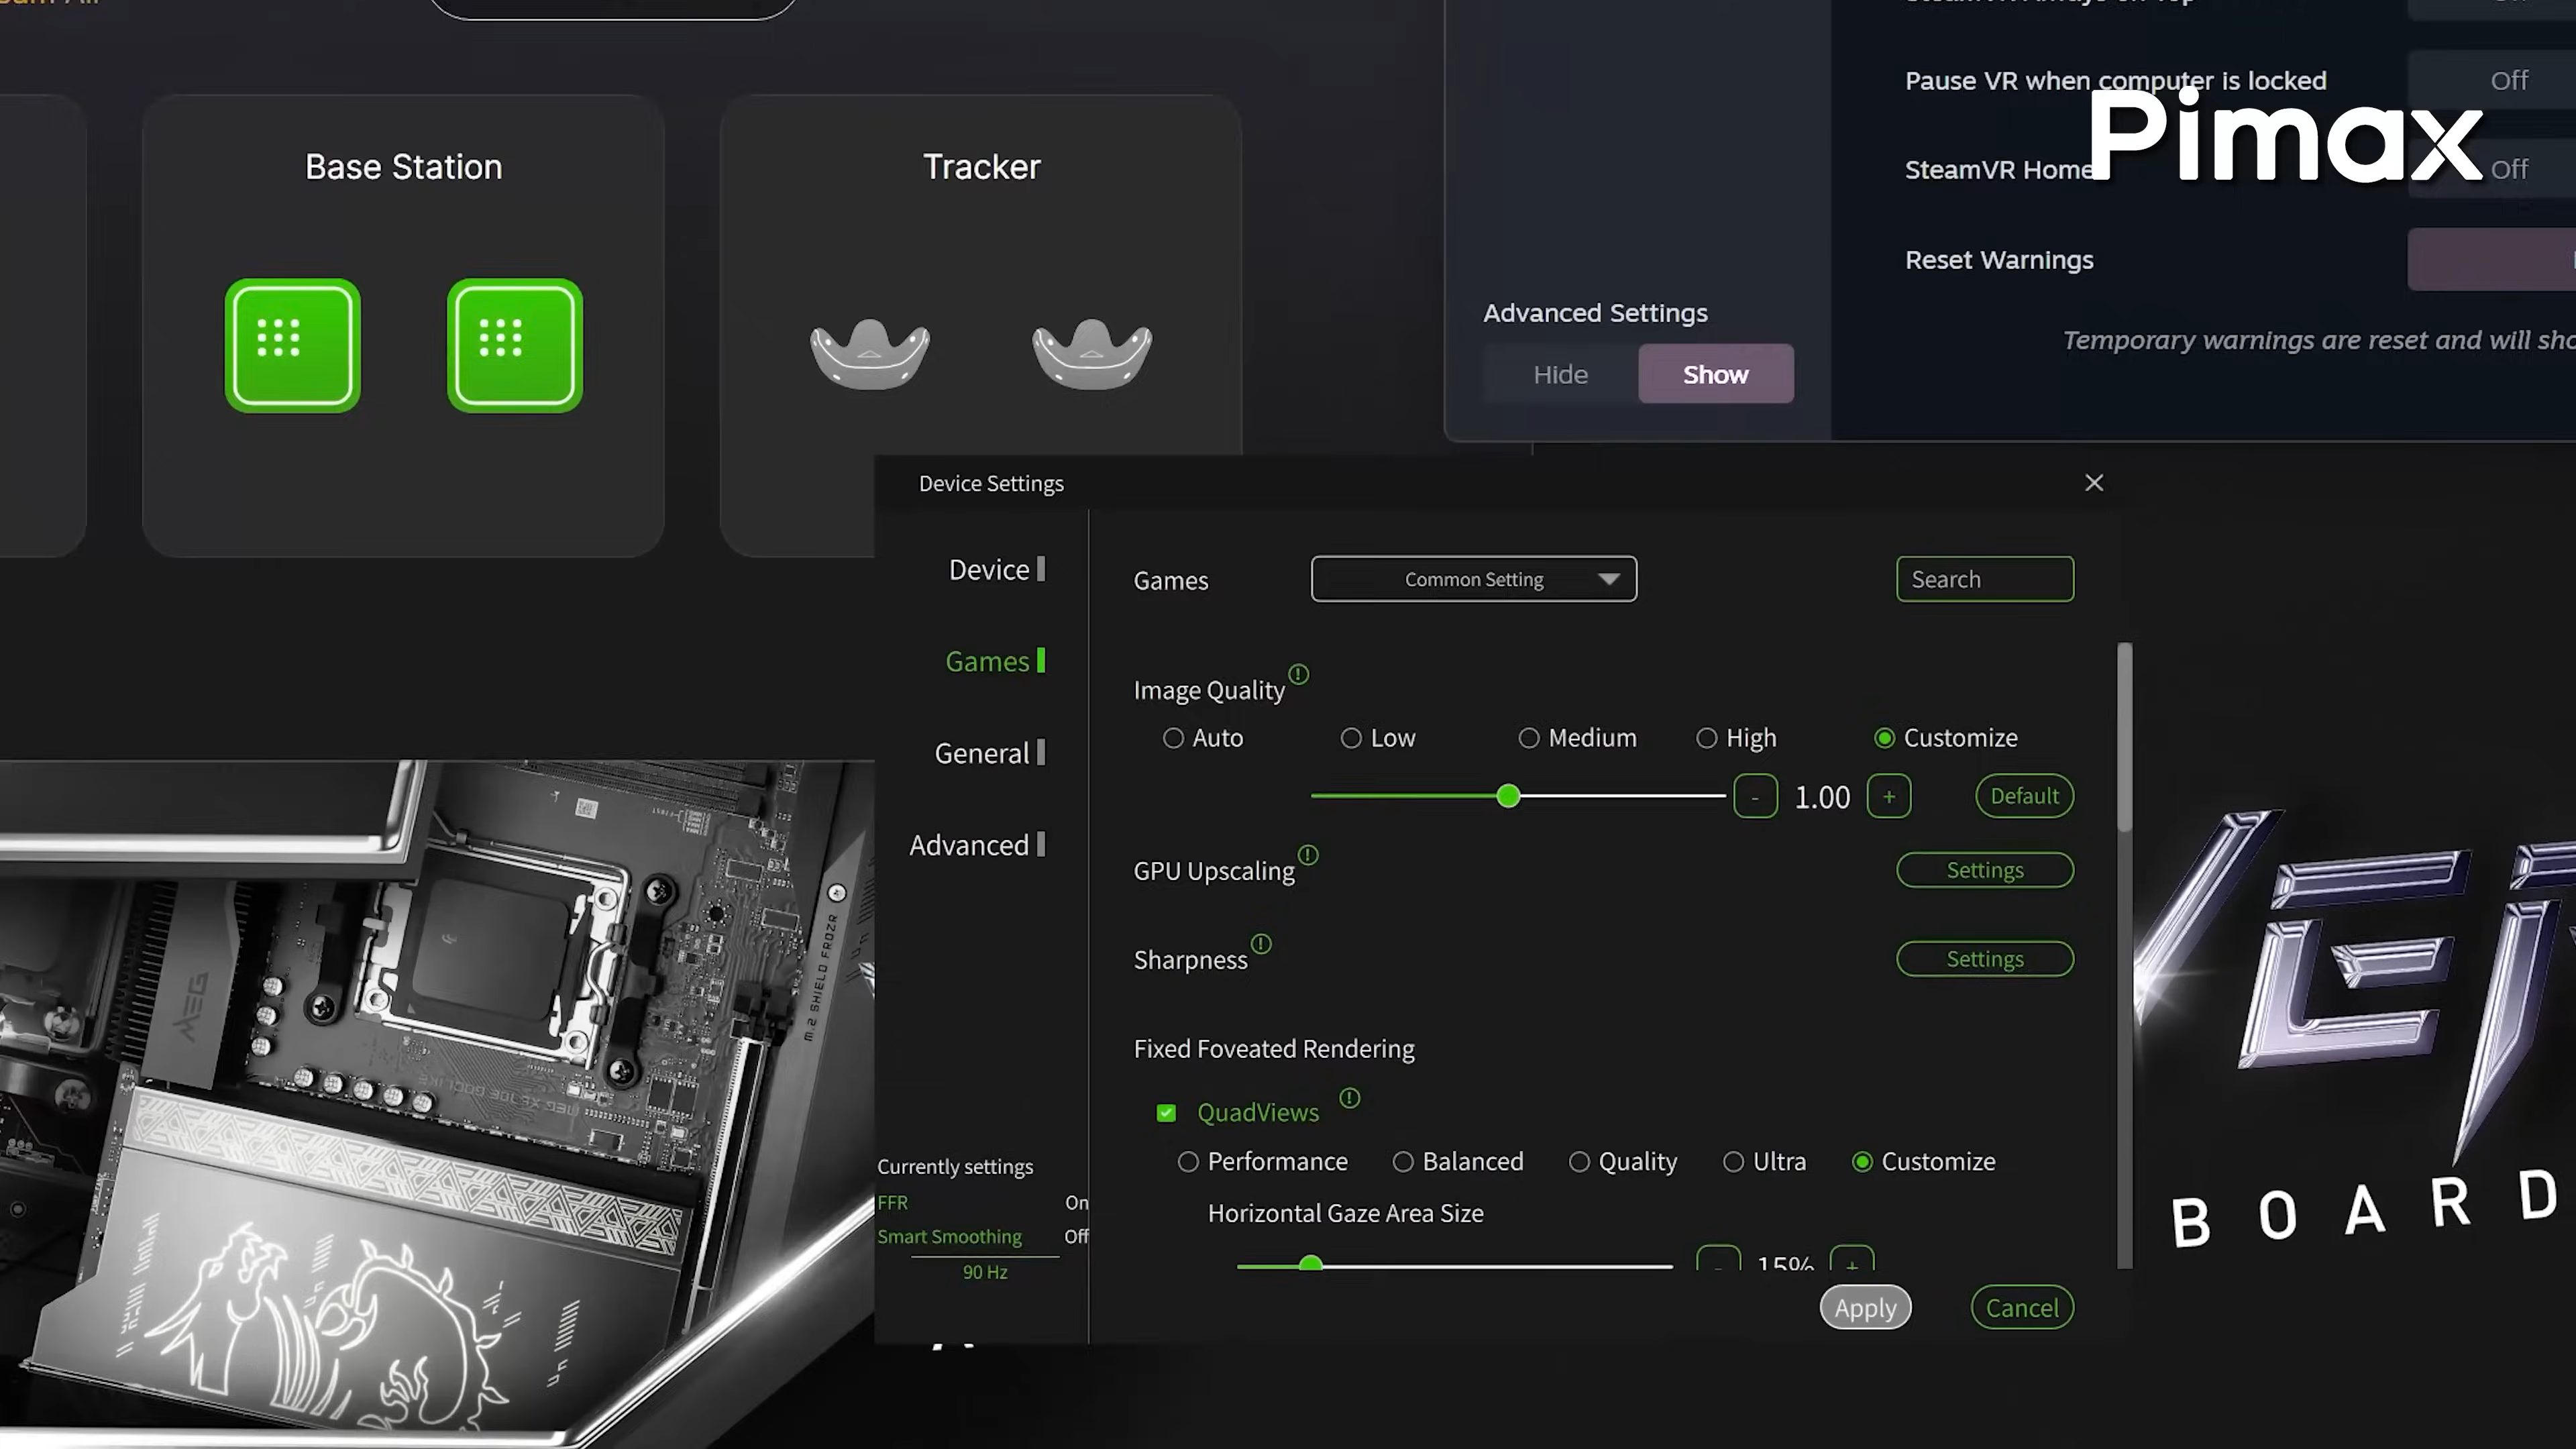 Pause VR when computer is locked
Off
Pimax
SteamVR Home
Off
Reset Warnings
Temporary warnings are reset and will
Advanced Settings
Hide
Show
Base Station
Tracker
Device Settings
Device
Games
General
Advanced
Games
Common Setting
Search
Image Quality
Auto
Low
Medium
High
Customize
-
1.00
+
Default
GPU Upscaling
Settings
Sharpness
Settings
Fixed Foveated Rendering
QuadViews
Performance
Balanced
Quality
Ultra
Customize
Horizontal Gaze Area Size
-
15%
+
Apply
Cancel
Currently settings
FFR
On
Smart Smoothing
Off
90 Hz
MEG
M.2 SHIELD FROZR
BOARD